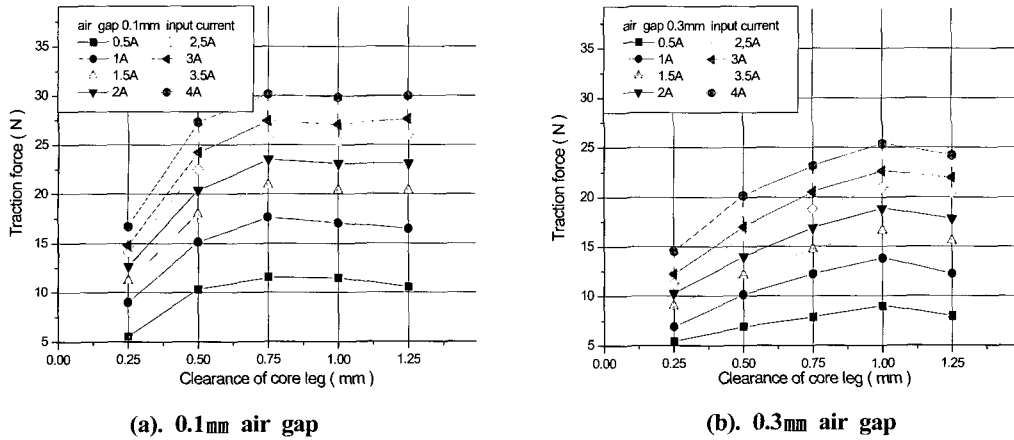 air gap 0.1mm input current
0.5A 2,5A
1A 3A
1.5A 3.5A
2A 4A
35
30
25
20
15
10
5
Traction force ( N )
0.00 0.25 0.50 0.75 1.00 1.25
Clearance of core leg ( mm )
(a). 0.1㎜ air gap
air gap 0.3mm input current
0.5A 2,5A
1A 3A
1.5A 3.5A
2A 4A
35
30
25
20
15
10
5
Traction force ( N )
0.00 0.25 0.50 0.75 1.00 1.25
Clearance of core leg ( mm )
(b). 0.3㎜ air gap